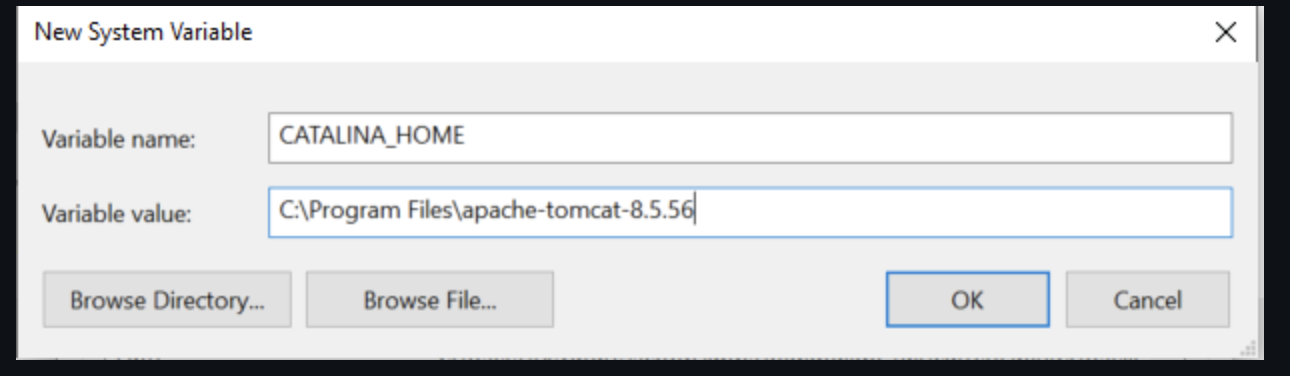 New System Variable
Variable name: CATALINA_HOME
Variable value: C:\Program Files\apache-tomcat-8.5.56
Browse Directory... Browse File... OK Cancel